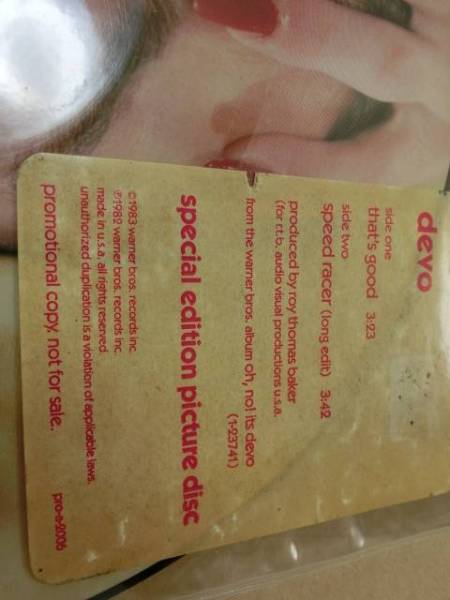 devo
side one
that's good 3:23
side two
speed racer (long edit) 3:42
produced by roy thomas baker
(for r.t.b. audio visual productions u.s.a.
from the warner bros. album oh, no! its devo
(1-23741)
special edition picture disc
©1983 warner bros. records inc.
℗1982 warner bros. records inc.
made in u.s.a. all rights reserved
unauthorized duplication is a violation of applicable laws.
promotional copy, not for sale.
pro-a-2006